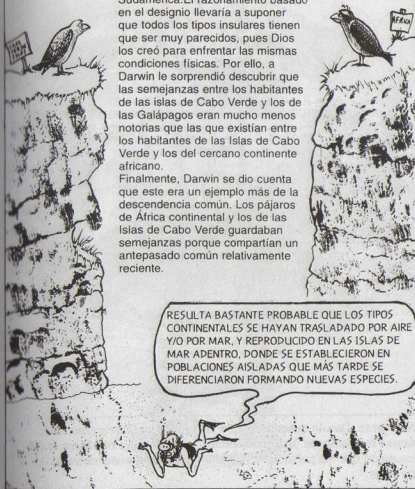 Sudamérica.El razonamiento basado
en el designio llevaría a suponer
que todos los tipos insulares tienen
que ser muy parecidos, pues Dios
los creó para enfrentar las mismas
condiciones físicas. Por ello, a
Darwin le sorprendió descubrir que
las semejanzas entre los habitantes
de las islas de Cabo Verde y los de
las Galápagos eran mucho menos
notorias que las que existían entre
los habitantes de las Islas de Cabo
Verde y los del cercano continente
africano.
Finalmente, Darwin se dio cuenta
que este era un ejemplo más de la
descendencia común. Los pájaros
de África continental y los de las
Islas de Cabo Verde guardaban
semejanzas porque compartían un
antepasado común relativamente
reciente.
AFRICA
RESULTA BASTANTE PROBABLE QUE LOS TIPOS
CONTINENTALES SE HAYAN TRASLADADO POR AIRE
Y/O POR MAR, Y REPRODUCIDO EN LAS ISLAS DE
MAR ADENTRO, DONDE SE ESTABLECIERON EN
POBLACIONES AISLADAS QUE MÁS TARDE SE
DIFERENCIARON FORMANDO NUEVAS ESPECIES.